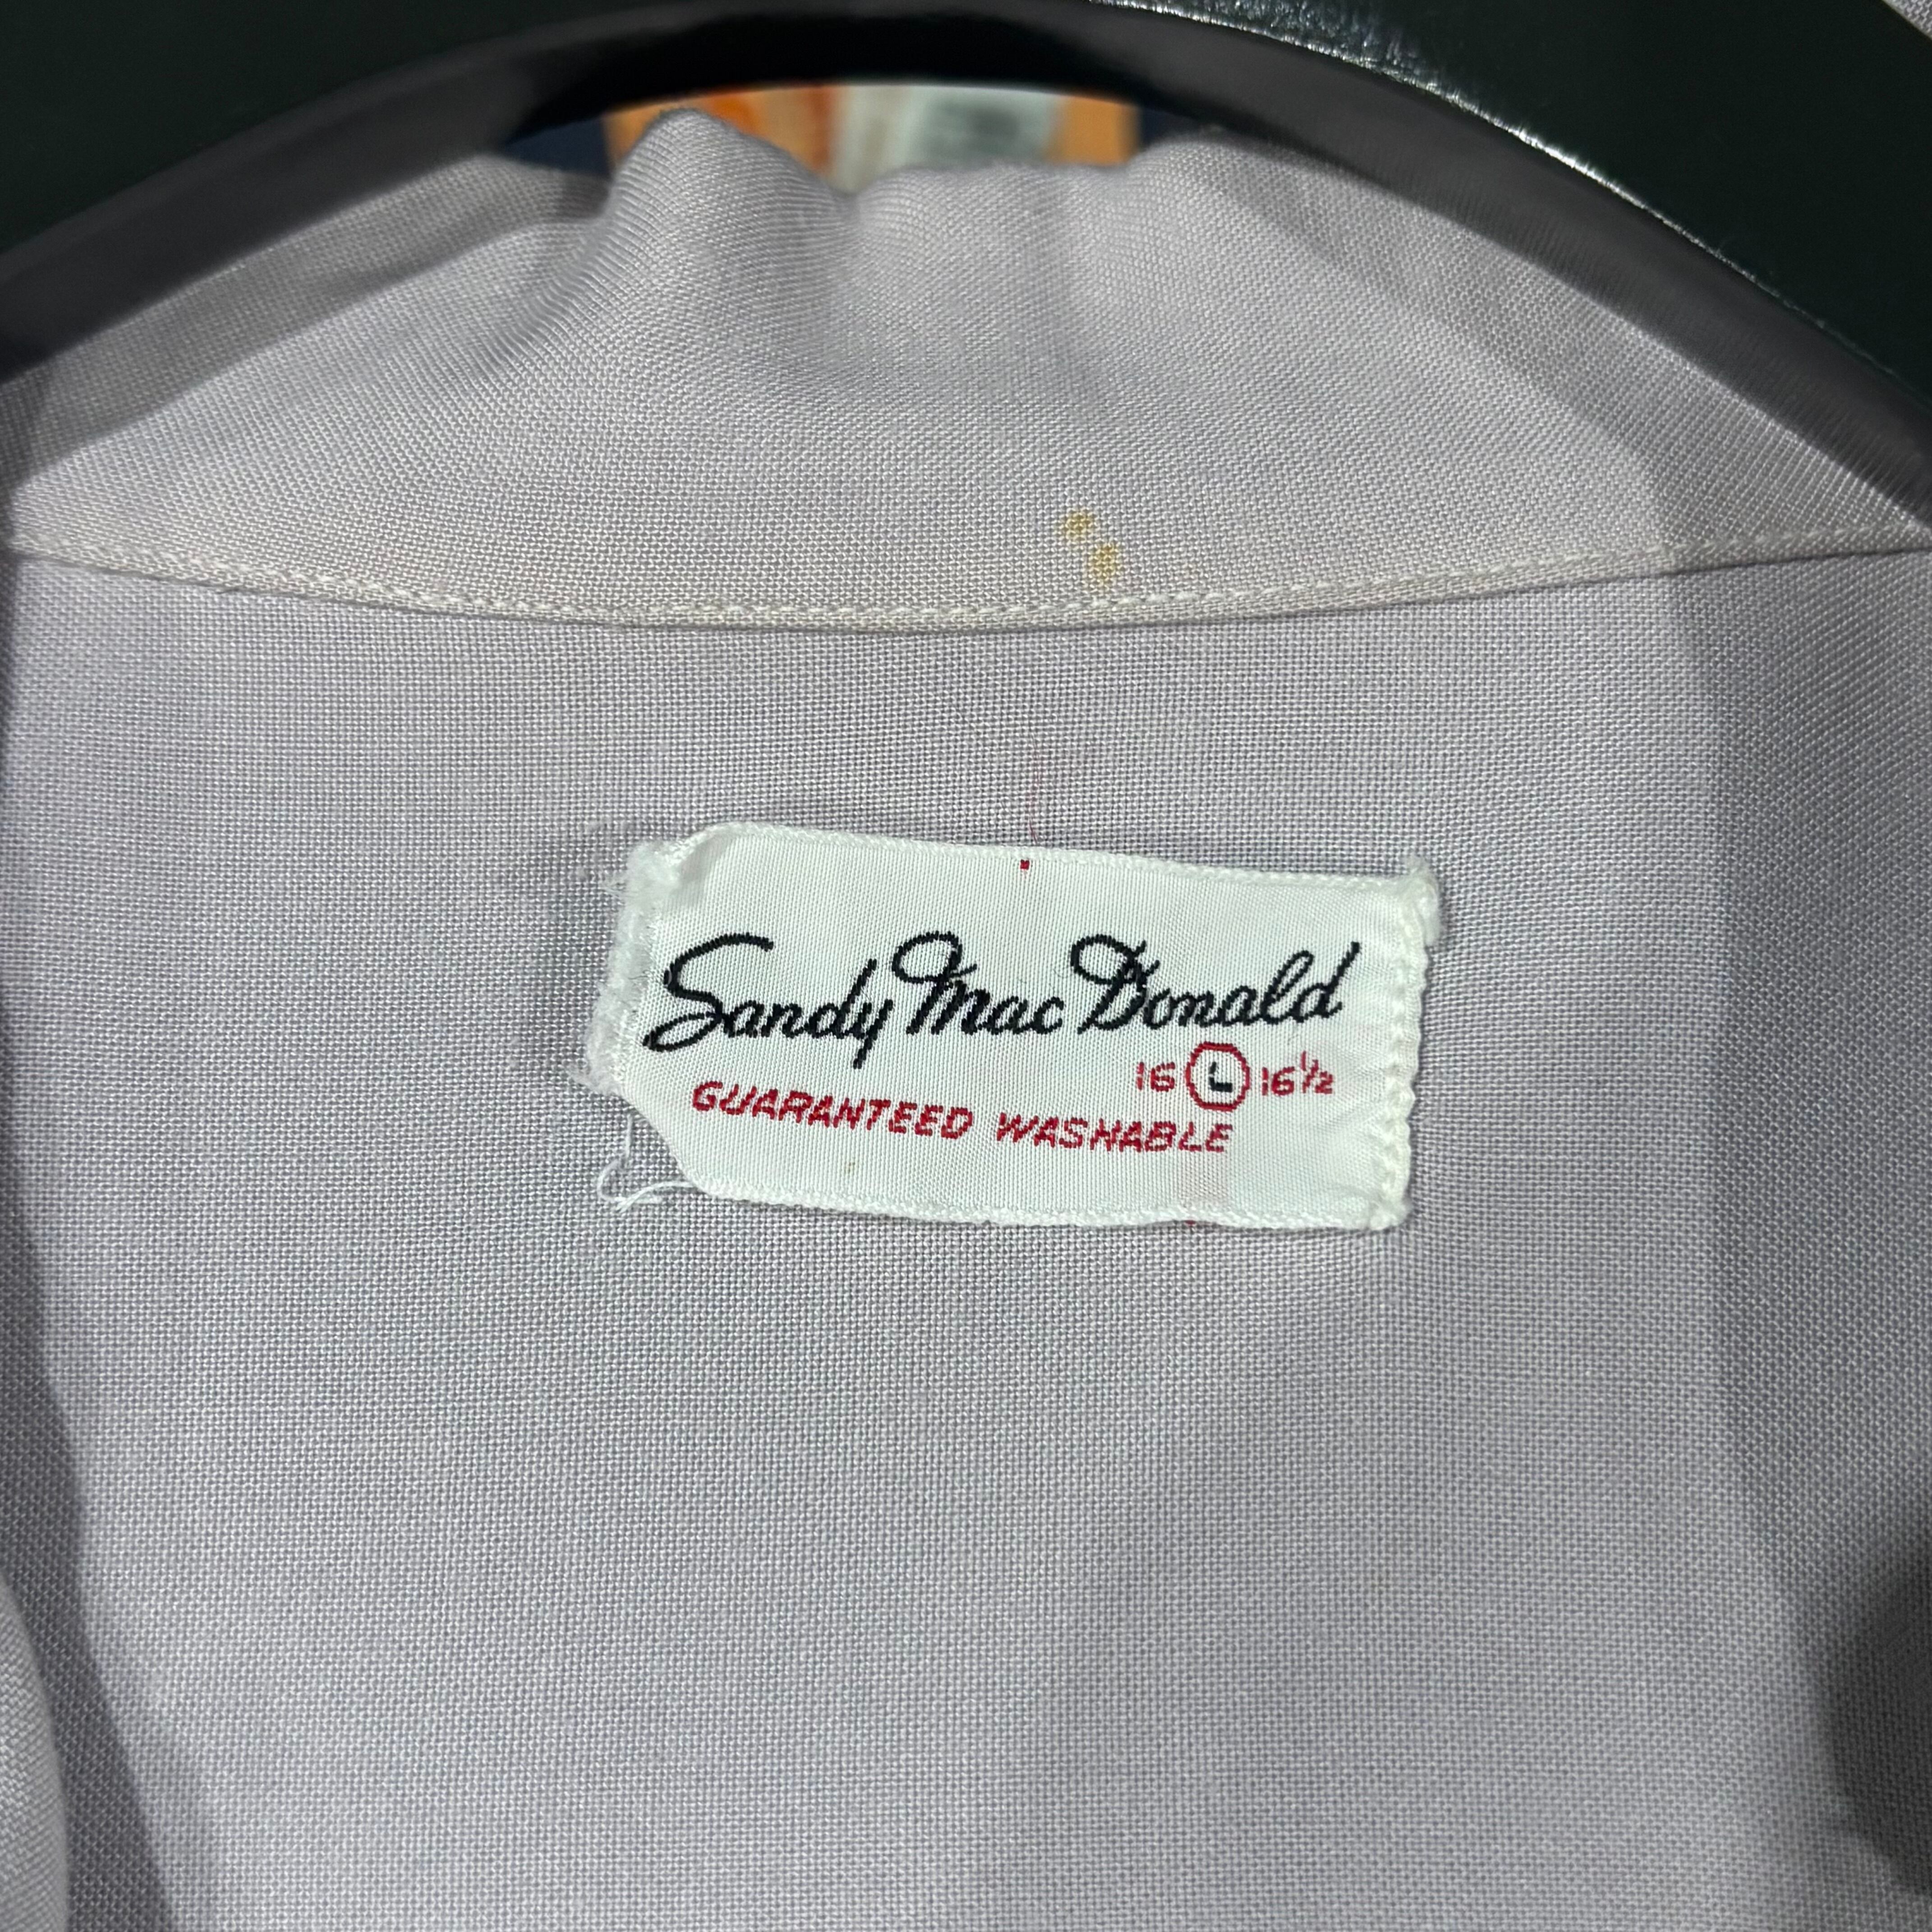 Sandy Mac Donald
16 L 16½
GUARANTEED WASHABLE